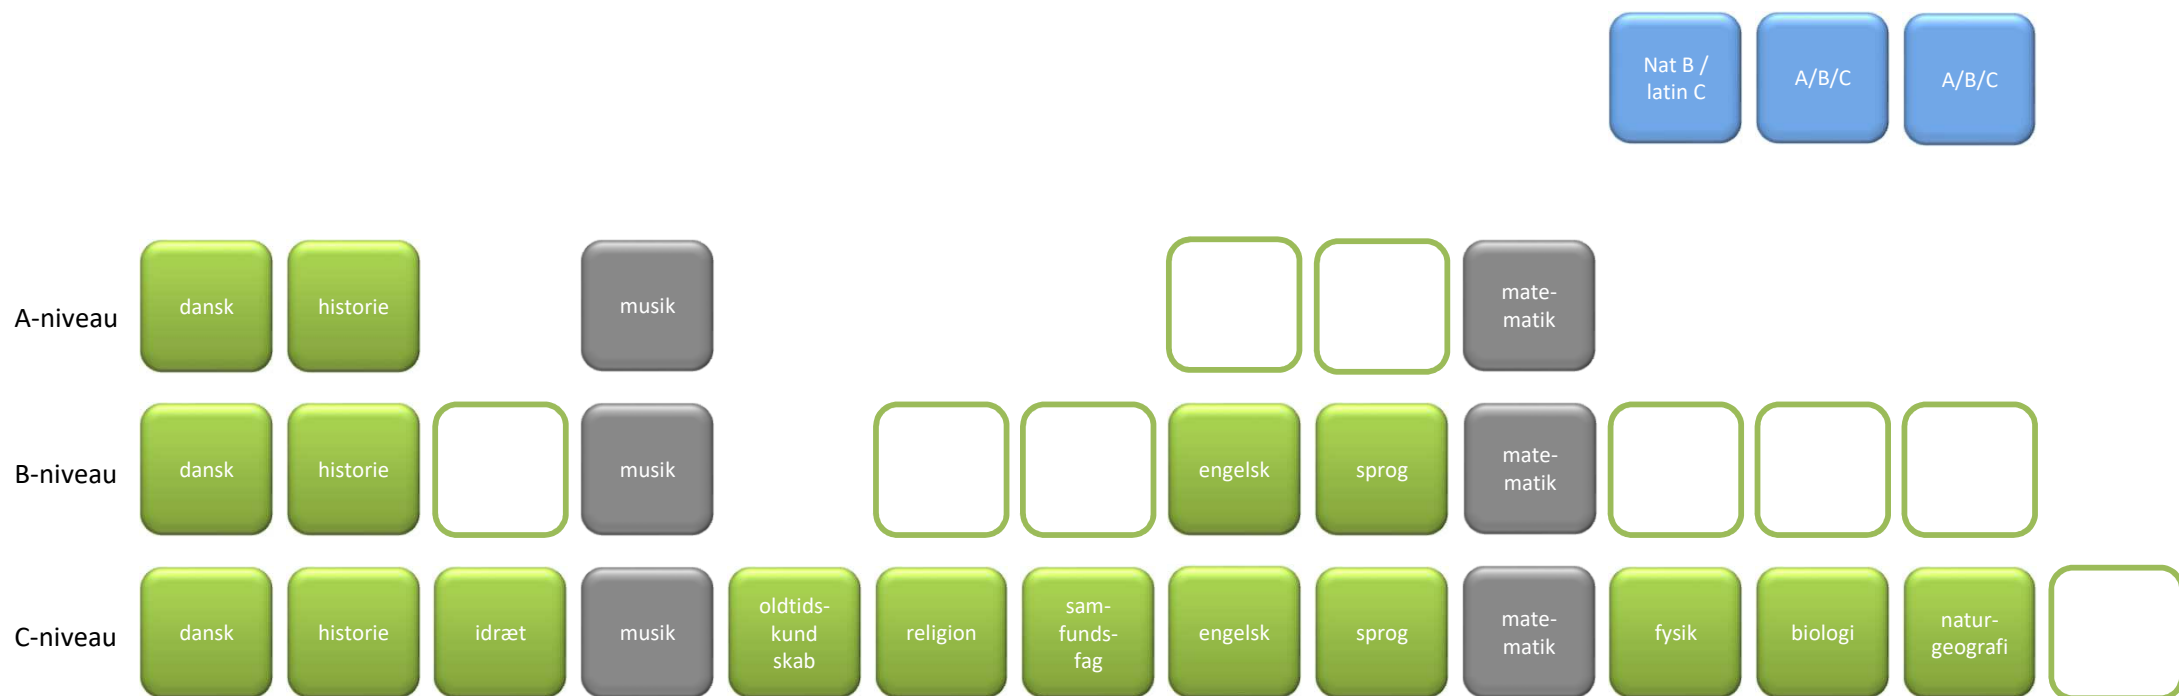 Nat B /
latin C
A/B/C
A/B/C
A-niveau
dansk
historie
musik
mate-
matik
B-niveau
dansk
historie
musik
engelsk
sprog
mate-
matik
C-niveau
dansk
historie
idræt
musik
oldtids-
kund
skab
religion
sam-
funds-
fag
engelsk
sprog
mate-
matik
fysik
biologi
natur-
geografi